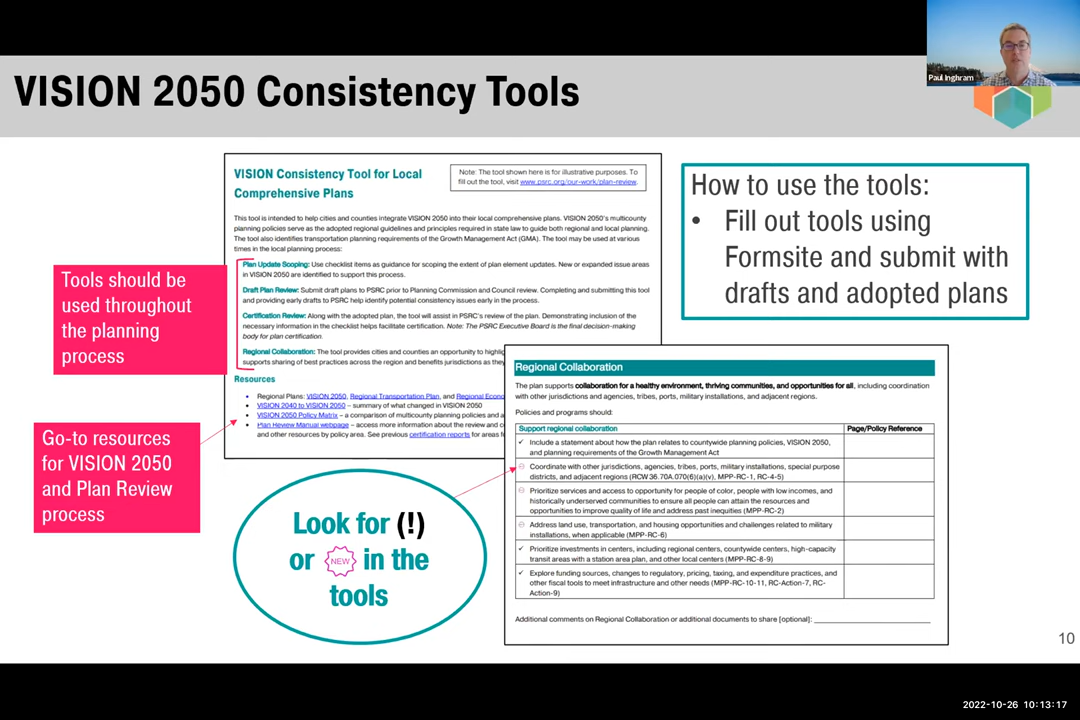 Paul Inghram
VISION 2050 Consistency Tools
VISION Consistency Tool for Local
Comprehensive Plans
Note: The tool shown here is for illustrative purposes. To
fill out the tool, visit www.psrc.org/our-work/plan-review.
This tool is intended to help cities and counties integrate VISION 2050 into their local comprehensive plans. VISION 2050's multicounty
planning policies serve as the adopted regional guidelines and principles required in state law to guide both regional and local planning.
The tool also identifies transportation planning requirements of the Growth Management Act (GMA). The tool may be used at various
times in the local planning process:
Plan Update Scoping: Use checklist items as guidance for scoping the extent of plan element updates. New or expanded issue areas
in VISION 2050 are identified to support this process.
Draft Plan Review: Submit draft plans to PSRC prior to Planning Commission and Council review. Completing and submitting this tool
and providing early drafts to PSRC help identify potential consistency issues early in the process.
Certification Review: Along with the adopted plan, the tool will assist in PSRC's review of the plan. Demonstrating inclusion of the
necessary information in the checklist helps facilitate certification. Note: The PSRC Executive Board is the final decision-making
body for plan certification.
Regional Collaboration: The tool provides cities and counties an opportunity to highlig
supports sharing of best practices across the region and benefits jurisdictions as they
Resources
• Regional Plans: VISION 2050, Regional Transportation Plan, and Regional Econo
• VISION 2040 to VISION 2050 – summary of what changed in VISION 2050
• VISION 2050 Policy Matrix – a comparison of multicounty planning policies and a
• Plan Review Manual webpage – access more information about the review and c
and other resources by policy area. See previous certification reports for areas f
Tools should be
used throughout
the planning
process
Go-to resources
for VISION 2050
and Plan Review
process
Look for (!)
or NEW in the
tools
How to use the tools:
• Fill out tools using
Formsite and submit with
drafts and adopted plans
Regional Collaboration
The plan supports collaboration for a healthy environment, thriving communities, and opportunities for all, including coordination
with other jurisdictions and agencies, tribes, ports, military installations, and adjacent regions.
Policies and programs should:
Support regional collaboration Page/Policy Reference
✓ Include a statement about how the plan relates to countywide planning policies, VISION 2050,
and planning requirements of the Growth Management Act
Coordinate with other jurisdictions, agencies, tribes, ports, military installations, special purpose
districts, and adjacent regions (RCW 36.70A.070(6)(a)(v), MPP-RC-1, RC-4-5)
Prioritize services and access to opportunity for people of color, people with low incomes, and
historically underserved communities to ensure all people can attain the resources and
opportunities to improve quality of life and address past inequities (MPP-RC-2)
Address land use, transportation, and housing opportunities and challenges related to military
installations, when applicable (MPP-RC-6)
✓ Prioritize investments in centers, including regional centers, countywide centers, high-capacity
transit areas with a station area plan, and other local centers (MPP-RC-8-9)
✓ Explore funding sources, changes to regulatory, pricing, taxing, and expenditure practices, and
other fiscal tools to meet infrastructure and other needs (MPP-RC-10-11, RC-Action-7, RC-
Action-9)
Additional comments on Regional Collaboration or additional documents to share [optional]:
10
2022-10-26 10:13:17